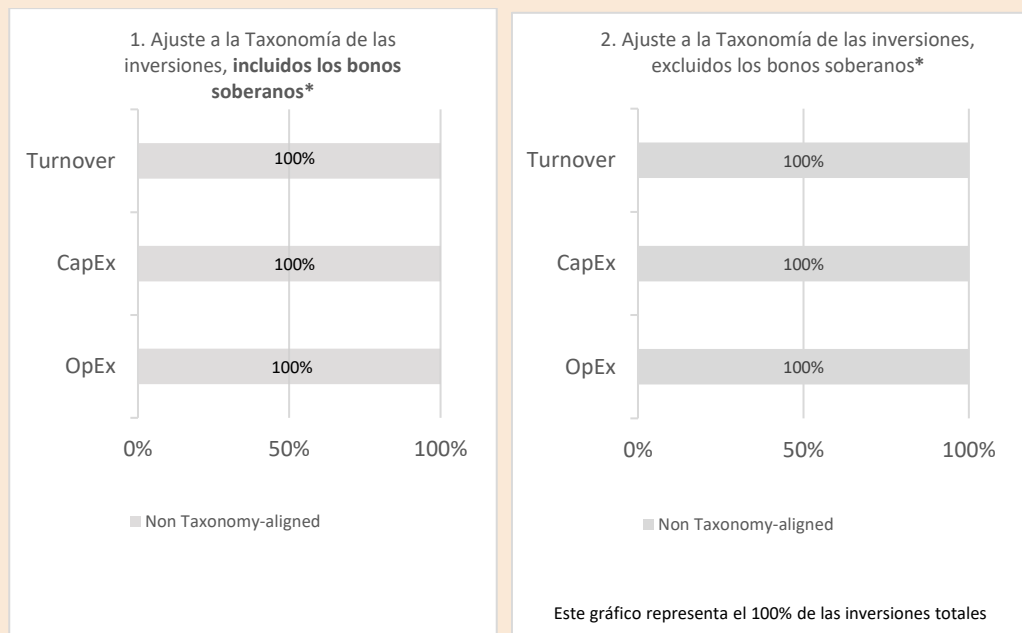 1. Ajuste a la Taxonomía de las
inversiones, incluidos los bonos
soberanos*
Turnover
100%
CapEx
100%
OpEx
100%
0%
50%
100%
Non Taxonomy-aligned
2. Ajuste a la Taxonomía de las inversiones,
excluidos los bonos soberanos*
Turnover
100%
CapEx
100%
OpEx
100%
0%
50%
100%
Non Taxonomy-aligned
Este gráfico representa el 100% de las inversiones totales